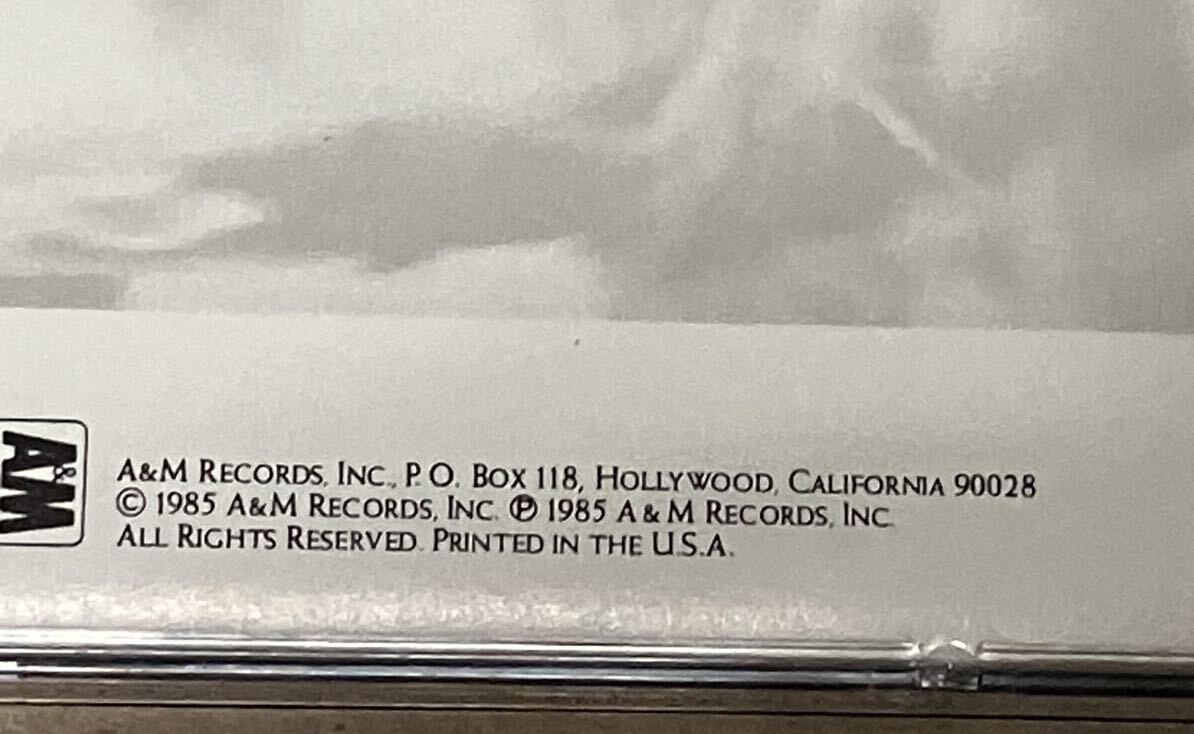 A&M
A&M RECORDS, INC., P.O. BOX 118, HOLLYWOOD, CALIFORNIA 90028
© 1985 A&M RECORDS, INC. ℗ 1985 A & M RECORDS, INC.
ALL RIGHTS RESERVED. PRINTED IN THE U.S.A.